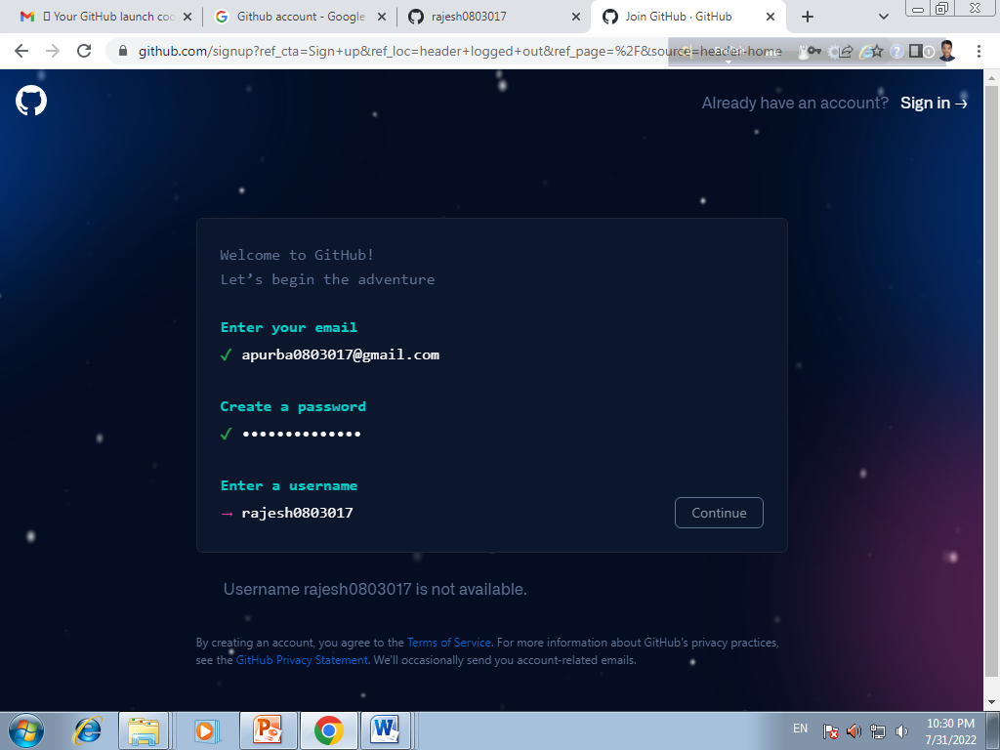 Your GitHub launch coc
Github account - Google
rajesh0803017
Join GitHub · GitHub
github.com/signup?ref_cta=Sign+up&ref_loc=header+logged+out&ref_page=%2F&source=header-home
Already have an account? Sign in →
Welcome to GitHub!
Let's begin the adventure
Enter your email
✓ apurba0803017@gmail.com
Create a password
✓ ••••••••••••••
Enter a username
→ rajesh0803017
Continue
Username rajesh0803017 is not available.
By creating an account, you agree to the Terms of Service. For more information about GitHub's privacy practices,
see the GitHub Privacy Statement. We'll occasionally send you account-related emails.
EN
10:30 PM
7/31/2022